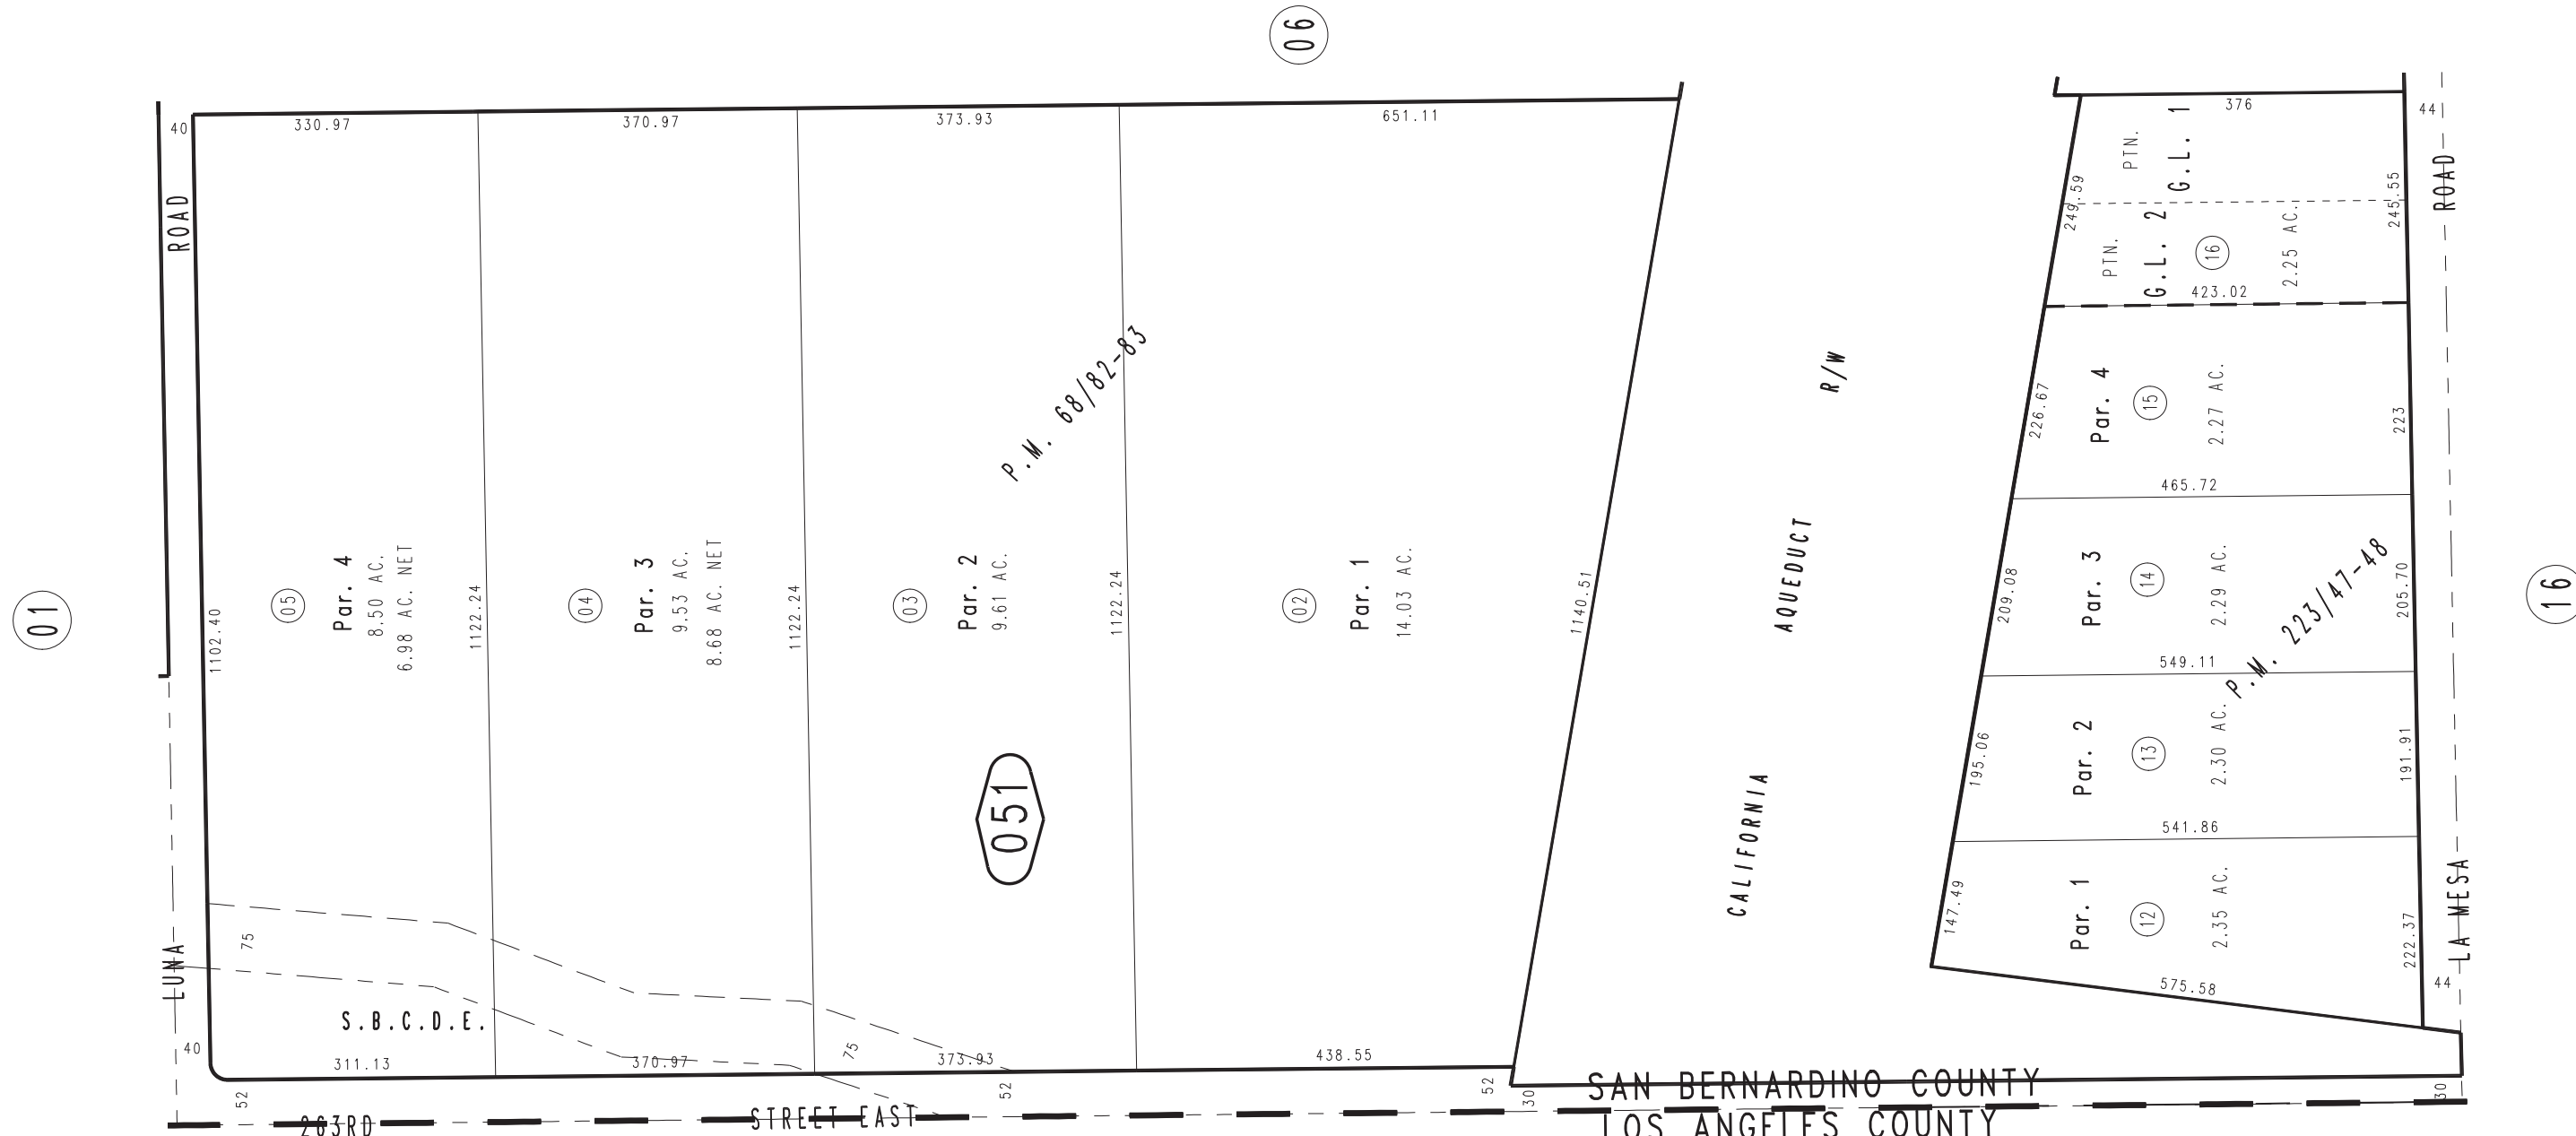 06
40
330.97
370.97
373.93
651.11
376
44
ROAD
PTN.
G.L. 1
249.59
245.55
ROAD
PTN.
G.L. 2
16
2.25 AC.
423.02
P.M. 68/82-83
R/W
226.67
Par. 4
15
2.27 AC.
223
465.72
01
1102.40
05
Par. 4
8.50 AC.
6.98 AC. NET
1122.24
04
Par. 3
9.53 AC.
8.68 AC. NET
1122.24
03
Par. 2
9.61 AC.
1122.24
02
Par. 1
14.03 AC.
1140.51
AQUEDUCT
209.08
Par. 3
14
2.29 AC.
205.70
P.M. 223/47-48
16
549.11
051
CALIFORNIA
195.06
Par. 2
13
2.30 AC.
191.91
541.86
147.49
Par. 1
12
2.35 AC.
222.37
LA MESA
LUNA
75
575.58
44
S.B.C.D.E.
40
311.13
370.97
75
373.93
438.55
52
263RD
STREET EAST
52
52
30
SAN BERNARDINO COUNTY
LOS ANGELES COUNTY
30